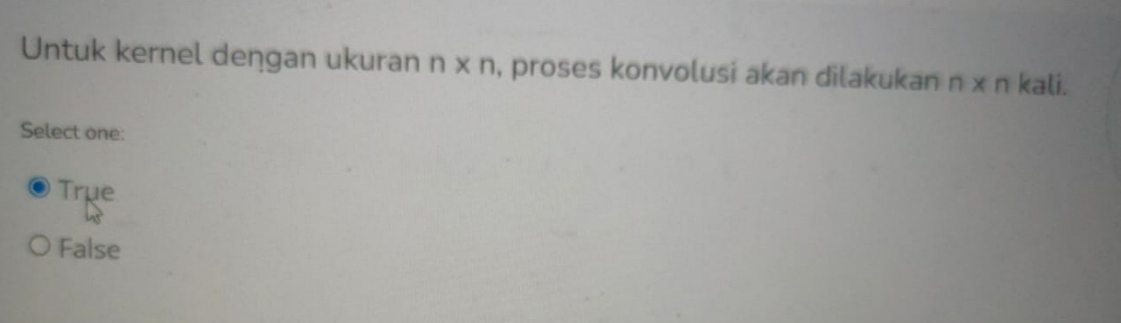 Untuk kernel dengan ukuran n x n, proses konvolusi akan dilakukan n x n kali.
Select one:
True
False